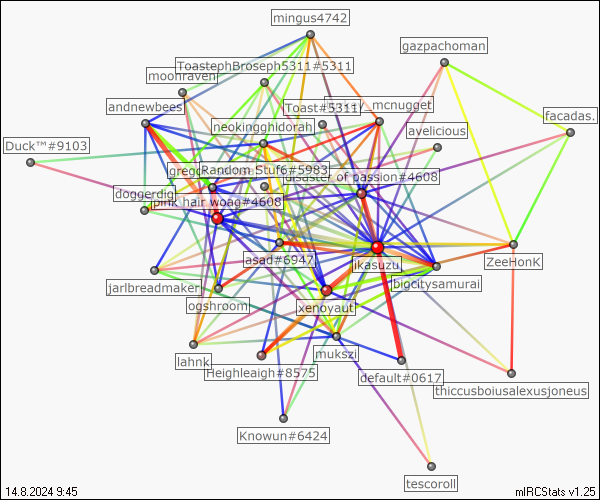 mingus4742
gazpachoman
ToastephBroseph5311#5311
moonraven
andnewbees
Toast#5311
mcnugget
facadas.
neokingghidorah
avelicious
Duck™#9103
Random Stuf6#5983
disaster of passion#4608
doggerdig
pink hair woag#4608
asad#6947
ikasuzu
ZeeHonK
jarlbreadmaker
bigcitysamurai
ogshroom
xenoyaut
mukszi
lahnk
Heighleaigh#8575
default#0617
thiccusboiusalexusjoneus
Knowun#6424
tescoroll
14.8.2024 9:45
mIRCStats v1.25